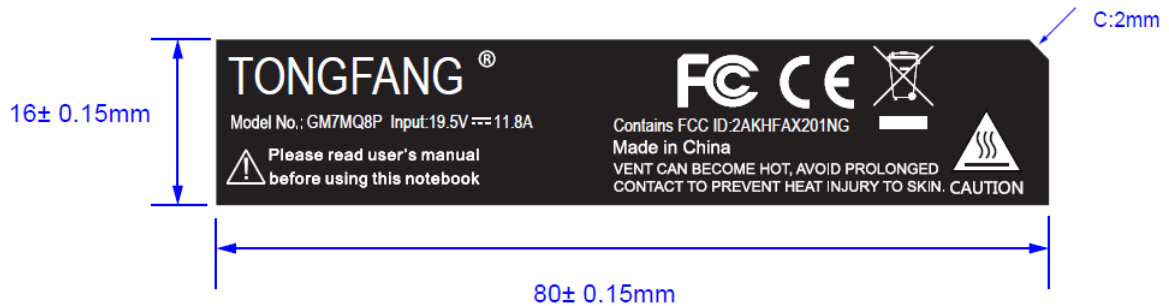 C:2mm
TONGFANG ®
16± 0.15mm
Model No.: GM7MQ8P Input:19.5V ⎓ 11.8A
Please read user's manual
before using this notebook
FC CE
Contains FCC ID:2AKHFAX201NG
Made in China
VENT CAN BECOME HOT, AVOID PROLONGED
CONTACT TO PREVENT HEAT INJURY TO SKIN.
CAUTION
80± 0.15mm